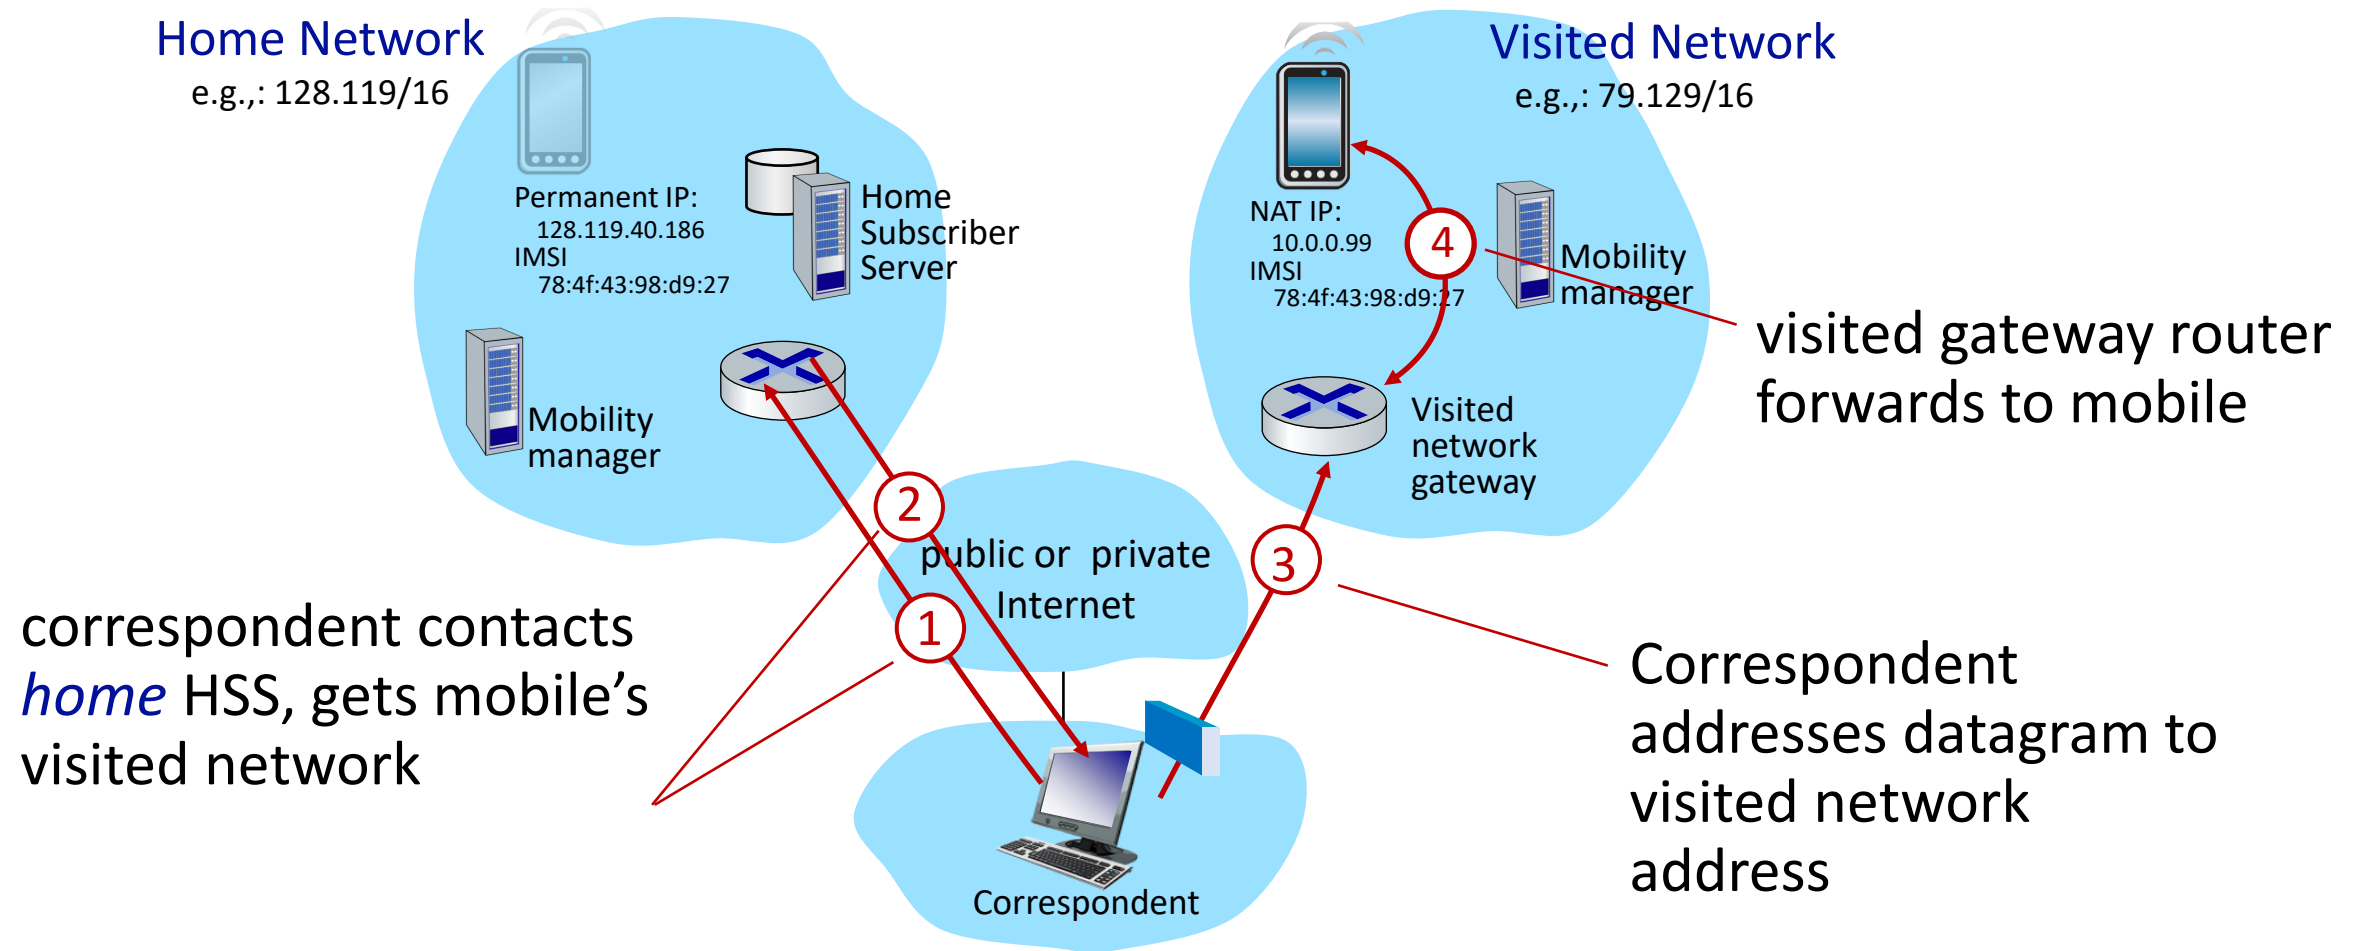 Home Network
e.g.,: 128.119/16
Permanent IP:
128.119.40.186
IMSI
78:4f:43:98:d9:27
Home
Subscriber
Server
Mobility
manager
Visited Network
e.g.,: 79.129/16
NAT IP:
10.0.0.99
IMSI
78:4f:43:98:d9:27
4
Mobility
manager
Visited
network
gateway
visited gateway router
forwards to mobile
2
public or  private
Internet
3
1
correspondent contacts
home HSS, gets mobile’s
visited network
Correspondent
addresses datagram to
visited network
address
Correspondent